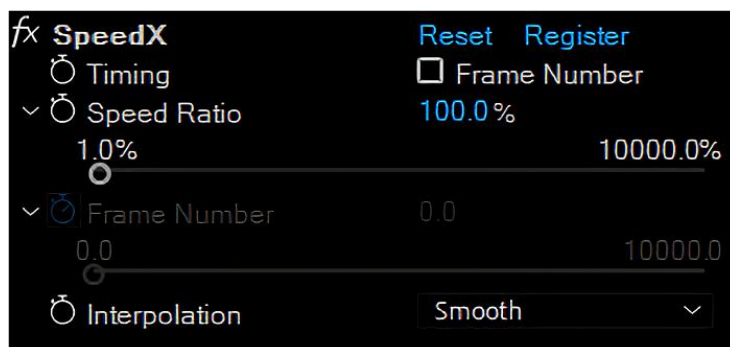 fx SpeedX Reset Register
Timing Frame Number
Speed Ratio 100.0 %
1.0% 10000.0%
Frame Number 0.0
0.0 10000.0
Interpolation Smooth